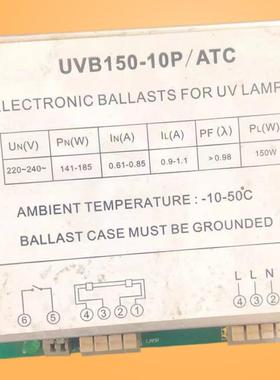 UVB150-10P/ATC
ELECTRONIC BALLASTS FOR UV LAMP
UN(V) PN(W) IN(A) IL(A) PF (λ) PL(W)
220~240~ 141-185 0.61-0.85 0.9-1.1 >0.98 150W
AMBIENT TEMPERATURE : -10-50℃
BALLAST CASE MUST BE GROUNDED
L L N
6 5 4 3 2 1 4 3 2